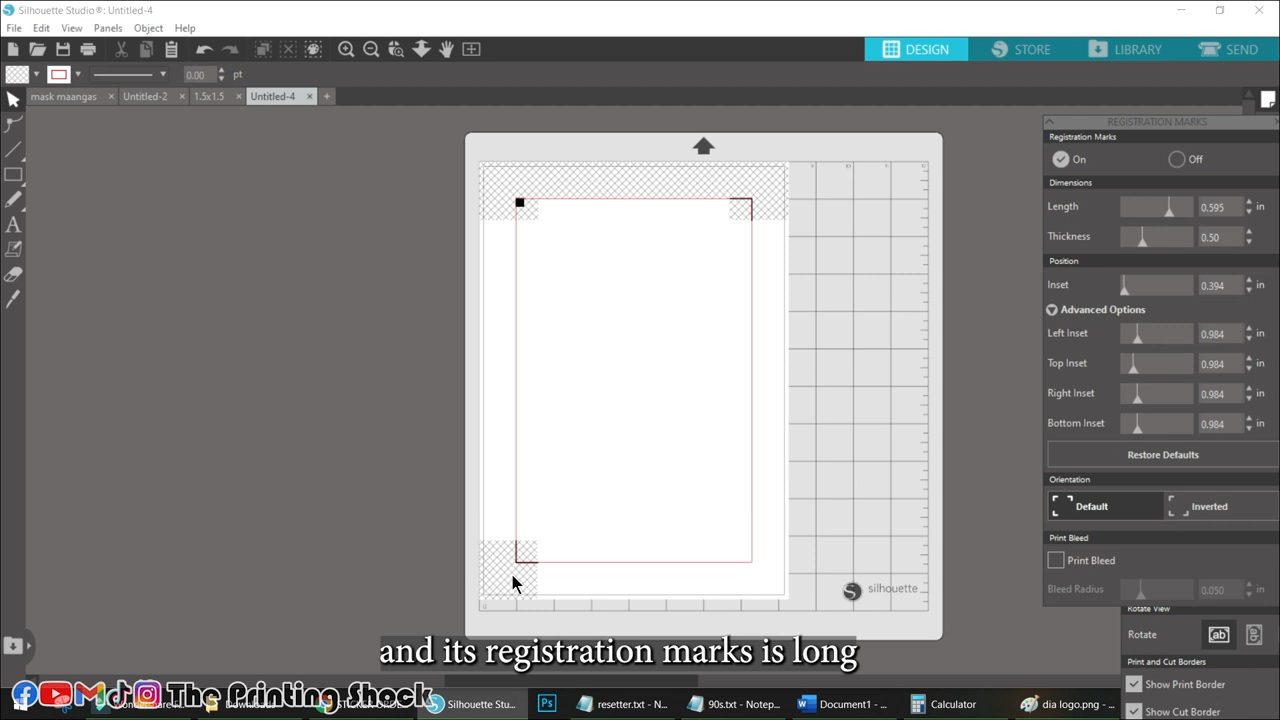 Silhouette Studio®: Untitled-4
File Edit View Panels Object Help
DESIGN STORE LIBRARY SEND
0.00 pt
mask maangas Untitled-2 1.5x1.5 Untitled-4
REGISTRATION MARKS
Registration Marks
On Off
Dimensions
Length 0.595 in
Thickness 0.50
Position
Inset 0.394 in
Advanced Options
Left Inset 0.984 in
Top Inset 0.984 in
Right Inset 0.984 in
Bottom Inset 0.984 in
Restore Defaults
Orientation
Default Inverted
Print Bleed
Print Bleed
Bleed Radius 0.050 in
silhouette
Rotate View
Rotate
Print and Cut Borders
Show Print Border
Show Cut Border
and its registration marks is long
The Printing Shock
Silhouette Stu... Ps resetter.txt - N... 90s.txt - Notep... Document1 - ... Calculator dia logo.png - ...